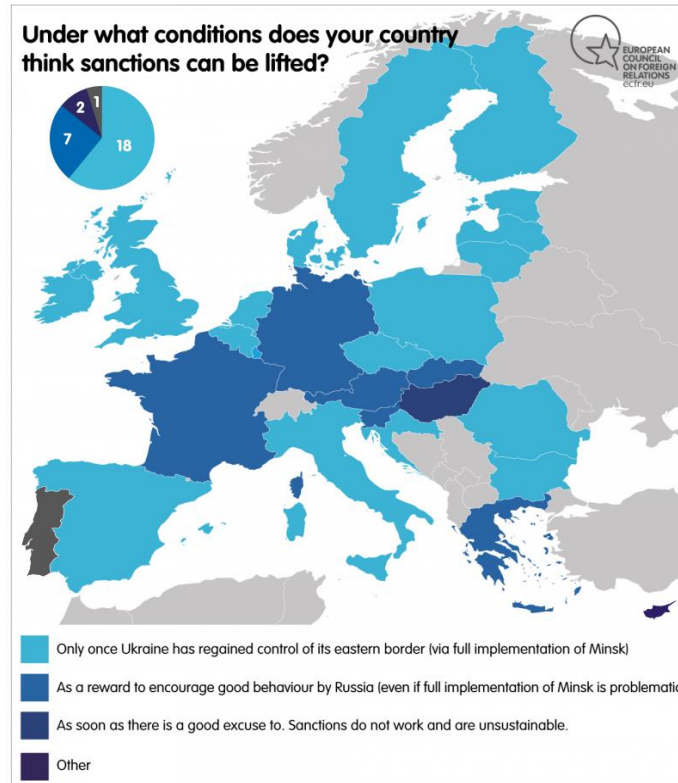 Under what conditions does your country
think sanctions can be lifted?
EUROPEAN
COUNCIL
ON FOREIGN
RELATIONS
ecfr.eu
1
2
7
18
Only once Ukraine has regained control of its eastern border (via full implementation of Minsk)
As a reward to encourage good behaviour by Russia (even if full implementation of Minsk is problematic
As soon as there is a good excuse to. Sanctions do not work and are unsustainable.
Other